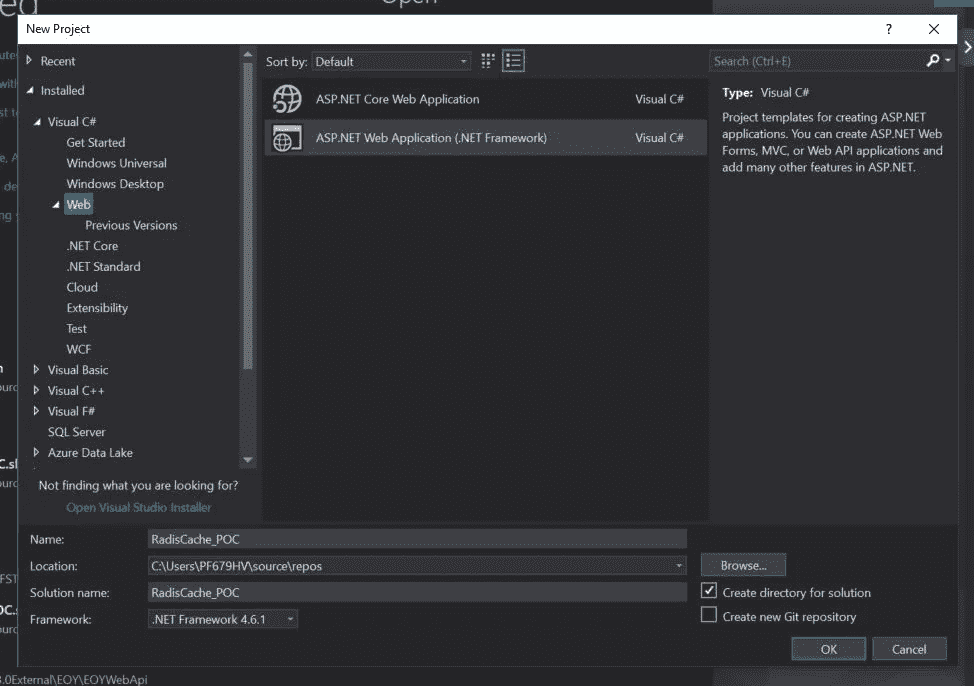 Open
New Project
?
Recent
Installed
Visual C#
Get Started
Windows Universal
Windows Desktop
Web
Previous Versions
.NET Core
.NET Standard
Cloud
Extensibility
Test
WCF
Visual Basic
Visual C++
Visual F#
SQL Server
Azure Data Lake
Not finding what you are looking for?
Open Visual Studio Installer
Sort by: Default
ASP.NET Core Web Application Visual C#
ASP.NET Web Application (.NET Framework) Visual C#
Search (Ctrl+E)
Type: Visual C#
Project templates for creating ASP.NET
applications. You can create ASP.NET Web
Forms, MVC, or Web API applications and
add many other features in ASP.NET.
Name: RadisCache_POC
Location: C:\Users\PF679HV\source\repos
Browse...
Solution name: RadisCache_POC
Create directory for solution
Framework: .NET Framework 4.6.1
Create new Git repository
OK Cancel
.0External\EOY\EOYWebApi